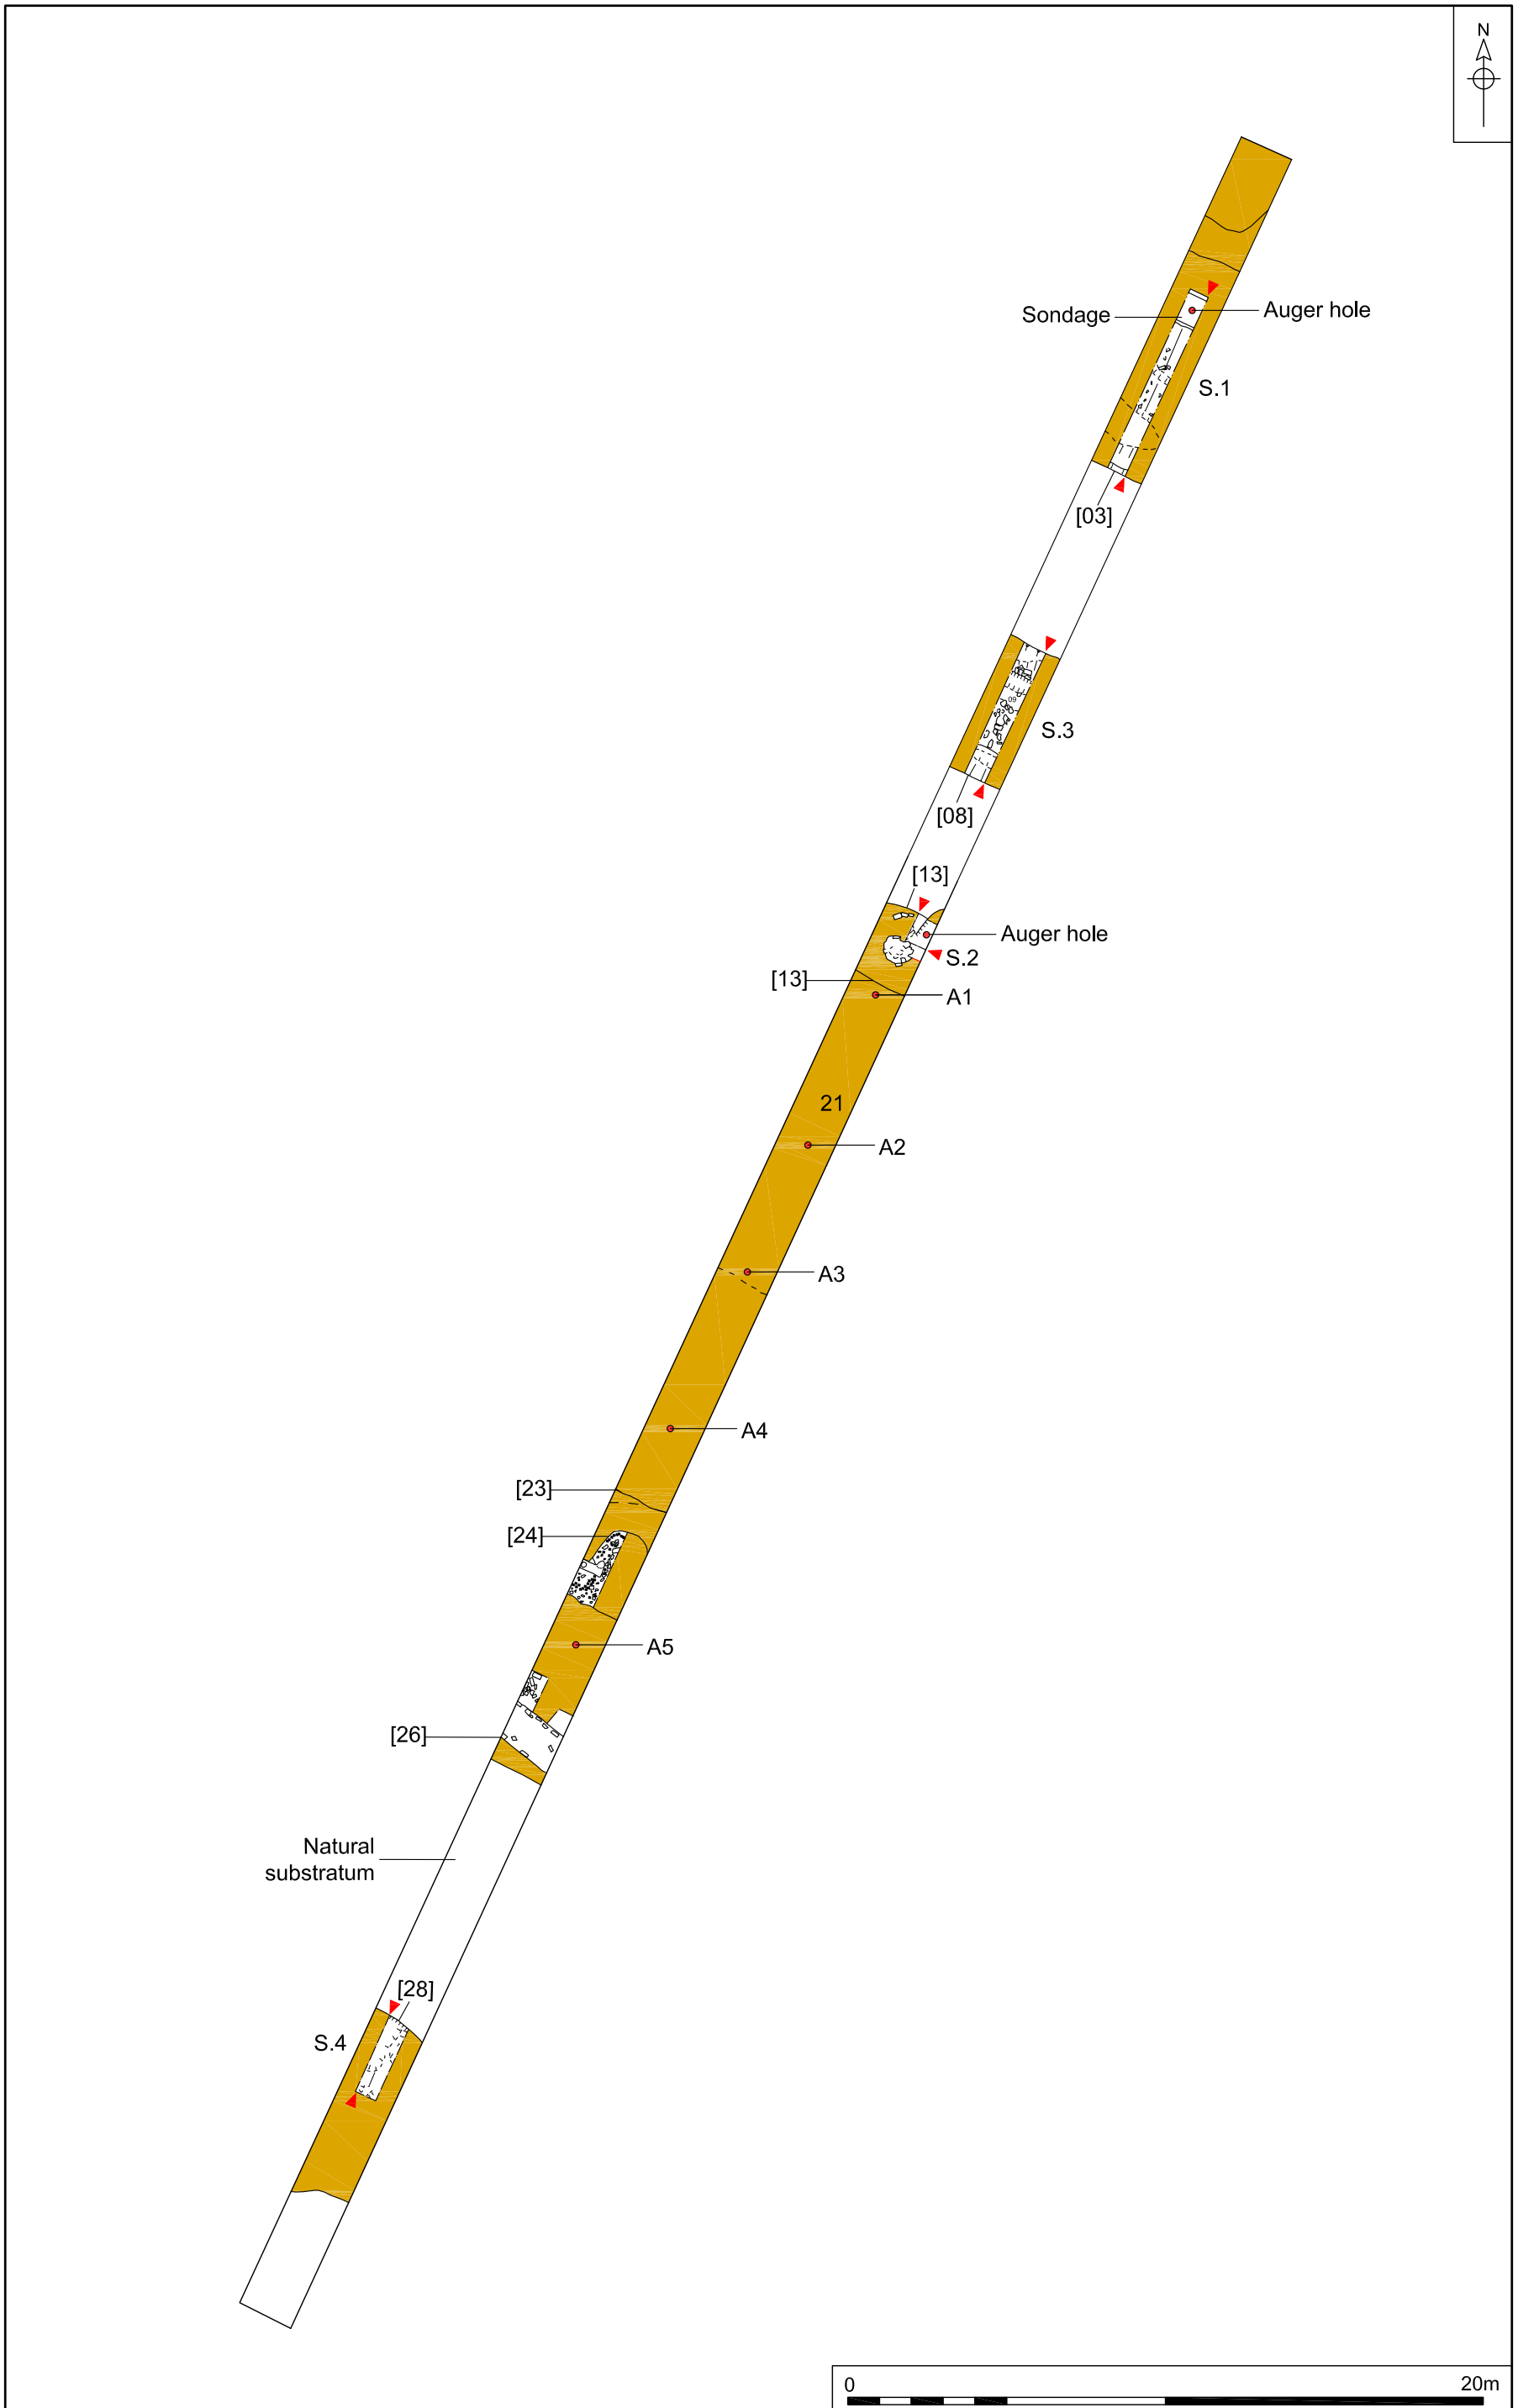 N
Sondage
Auger hole
S.1
[03]
S.3
09
[08]
[13]
Auger hole
S.2
[13]
A1
21
A2
A3
A4
[23]
[24]
A5
[26]
Natural
substratum
[28]
S.4
0
20m